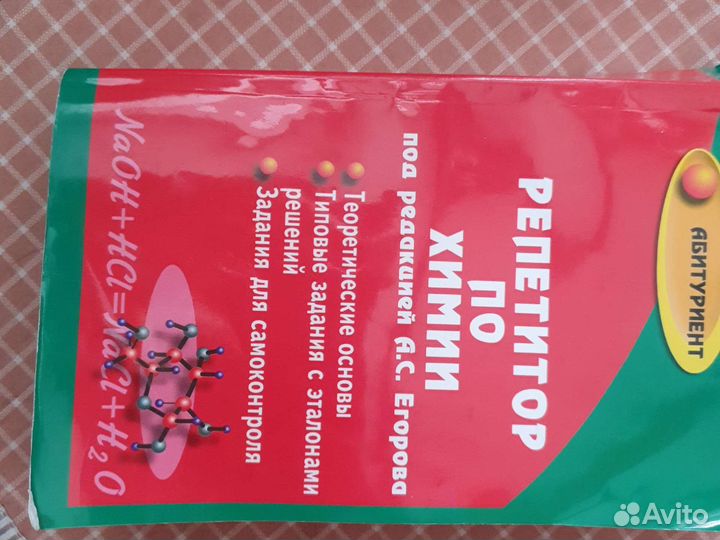 АБИТУРИЕНТ
РЕПЕТИТОР
ПО
ХИМИИ
под редакцией А.С. Егорова
Теоретические основы
Типовые задания с эталонами
решений
Задания для самоконтроля
NaOH+HCl=NaCl+H₂O
Avito